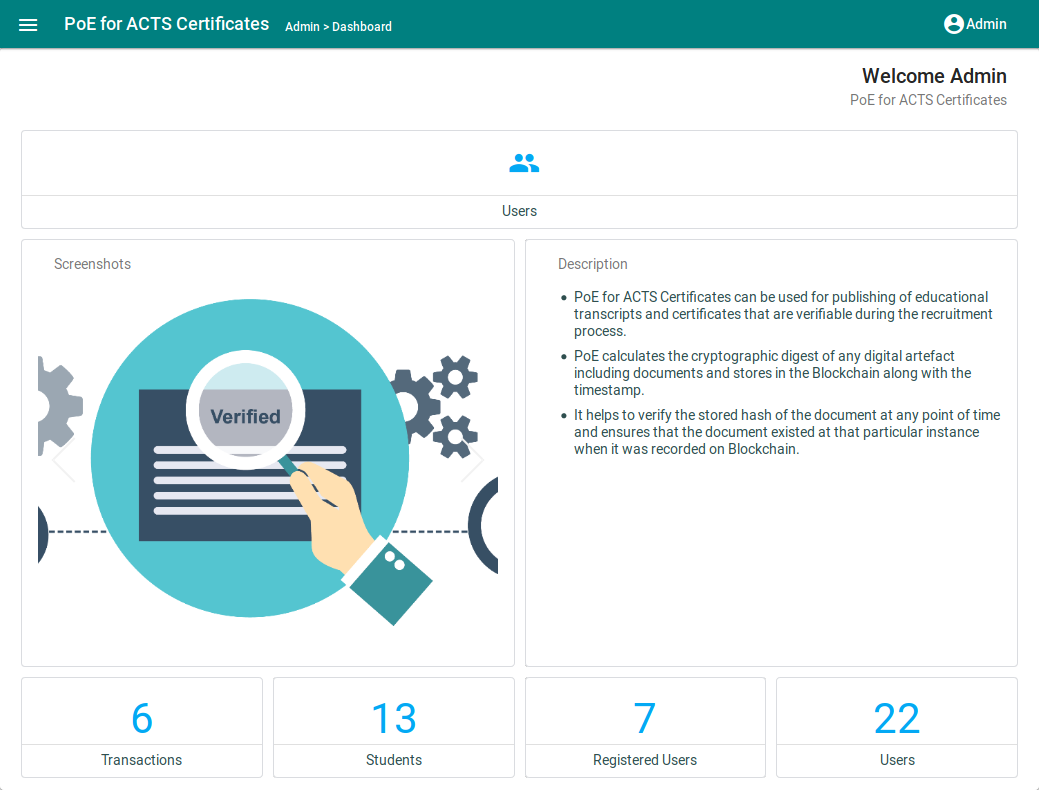 PoE for ACTS Certificates Admin > Dashboard Admin
Welcome Admin
PoE for ACTS Certificates
Users
Screenshots
Verified
Description
PoE for ACTS Certificates can be used for publishing of educational
transcripts and certificates that are verifiable during the recruitment
process.
PoE calculates the cryptographic digest of any digital artefact
including documents and stores in the Blockchain along with the
timestamp.
It helps to verify the stored hash of the document at any point of time
and ensures that the document existed at that particular instance
when it was recorded on Blockchain.
6
Transactions
13
Students
7
Registered Users
22
Users